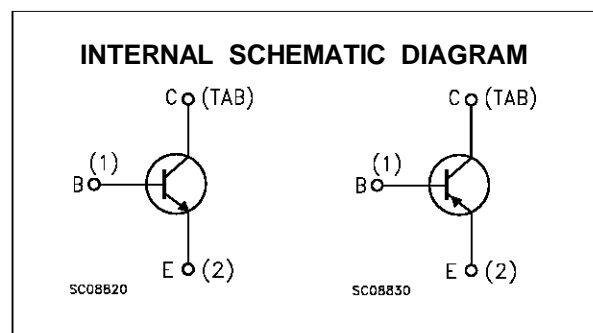 INTERNAL SCHEMATIC DIAGRAM
C (TAB) C (TAB)
(1) (1)
B B
E (2) E (2)
SC08820 SC08830